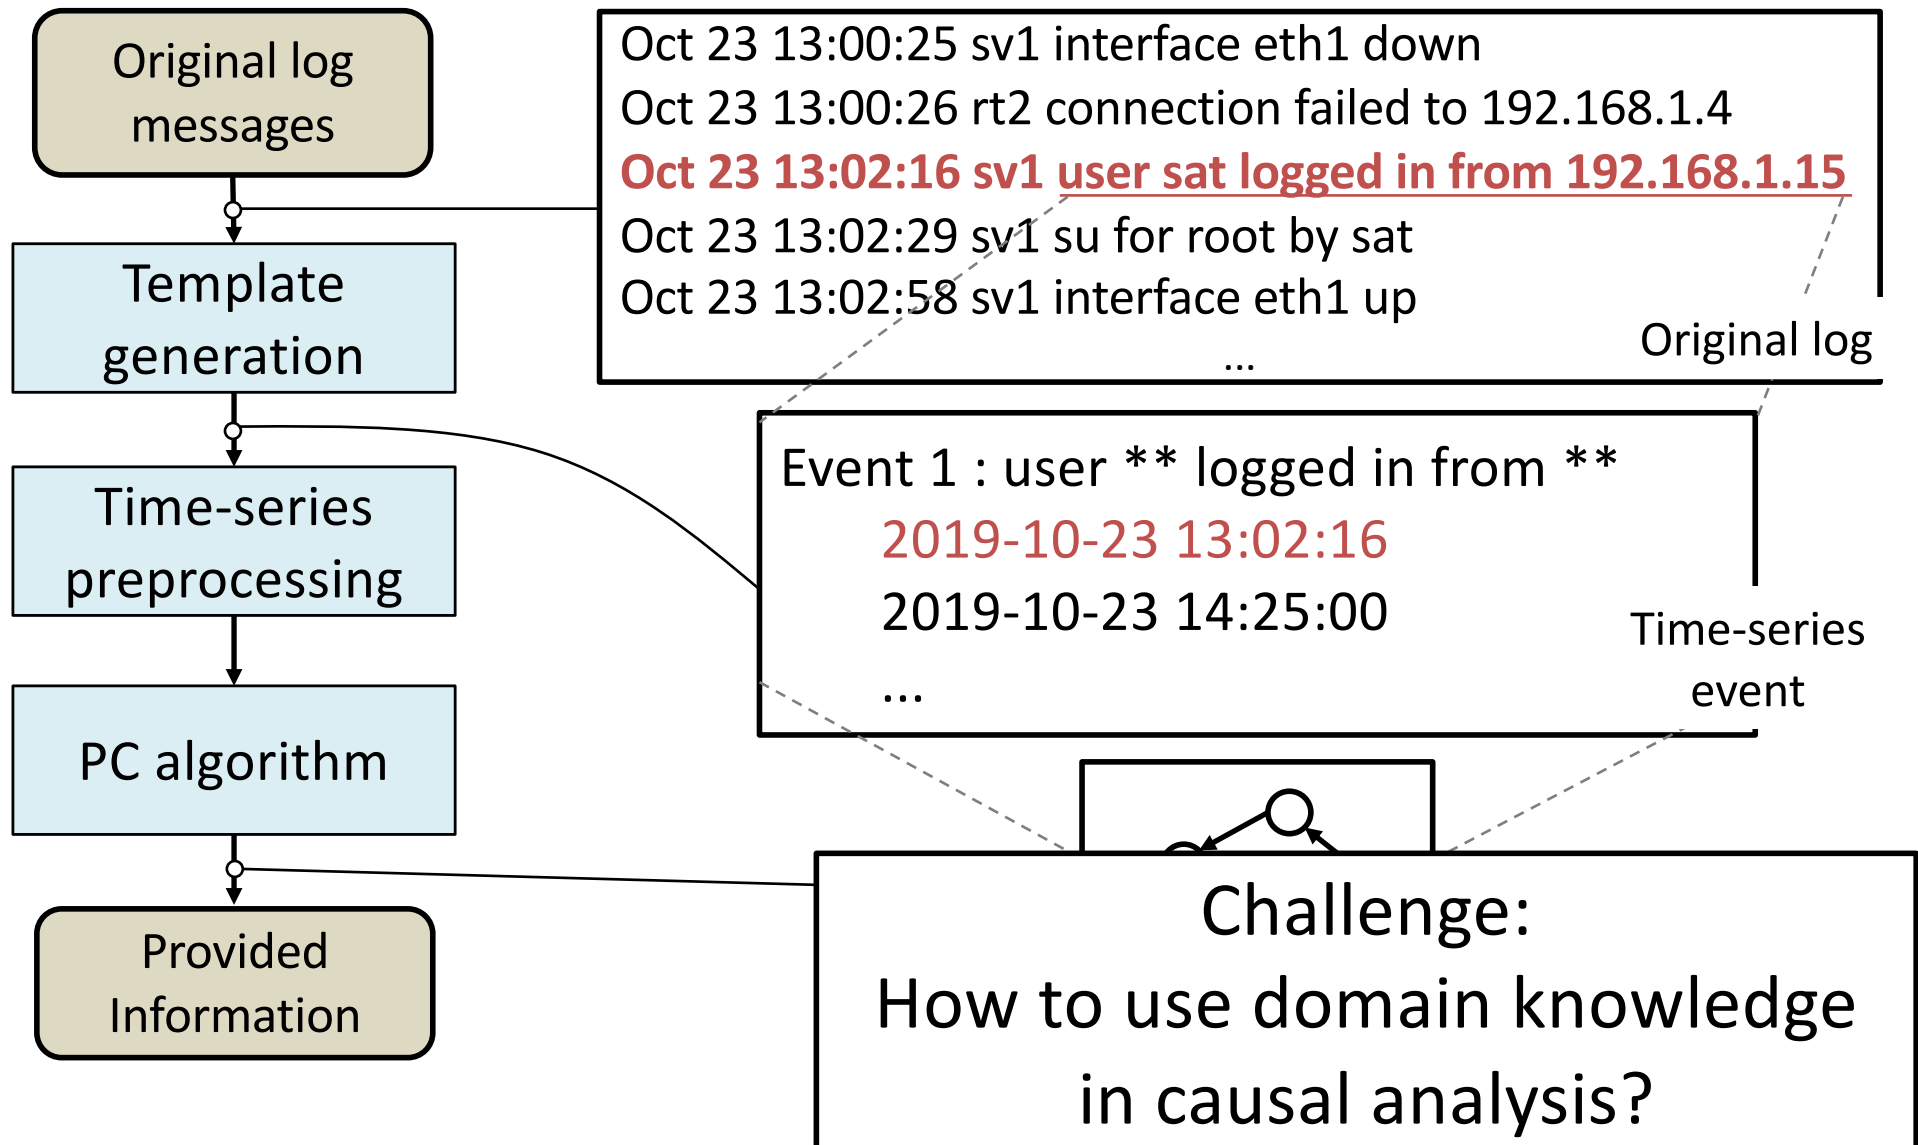 Original log
messages
Template
generation
Time-series
preprocessing
PC algorithm
Provided
Information
Oct 23 13:00:25 sv1 interface eth1 down
Oct 23 13:00:26 rt2 connection failed to 192.168.1.4
Oct 23 13:02:16 sv1 user sat logged in from 192.168.1.15
Oct 23 13:02:29 sv1 su for root by sat
Oct 23 13:02:58 sv1 interface eth1 up
...
Original log
Event 1 : user ** logged in from **
2019-10-23 13:02:16
2019-10-23 14:25:00
...
Time-series
event
Challenge:
How to use domain knowledge
in causal analysis?